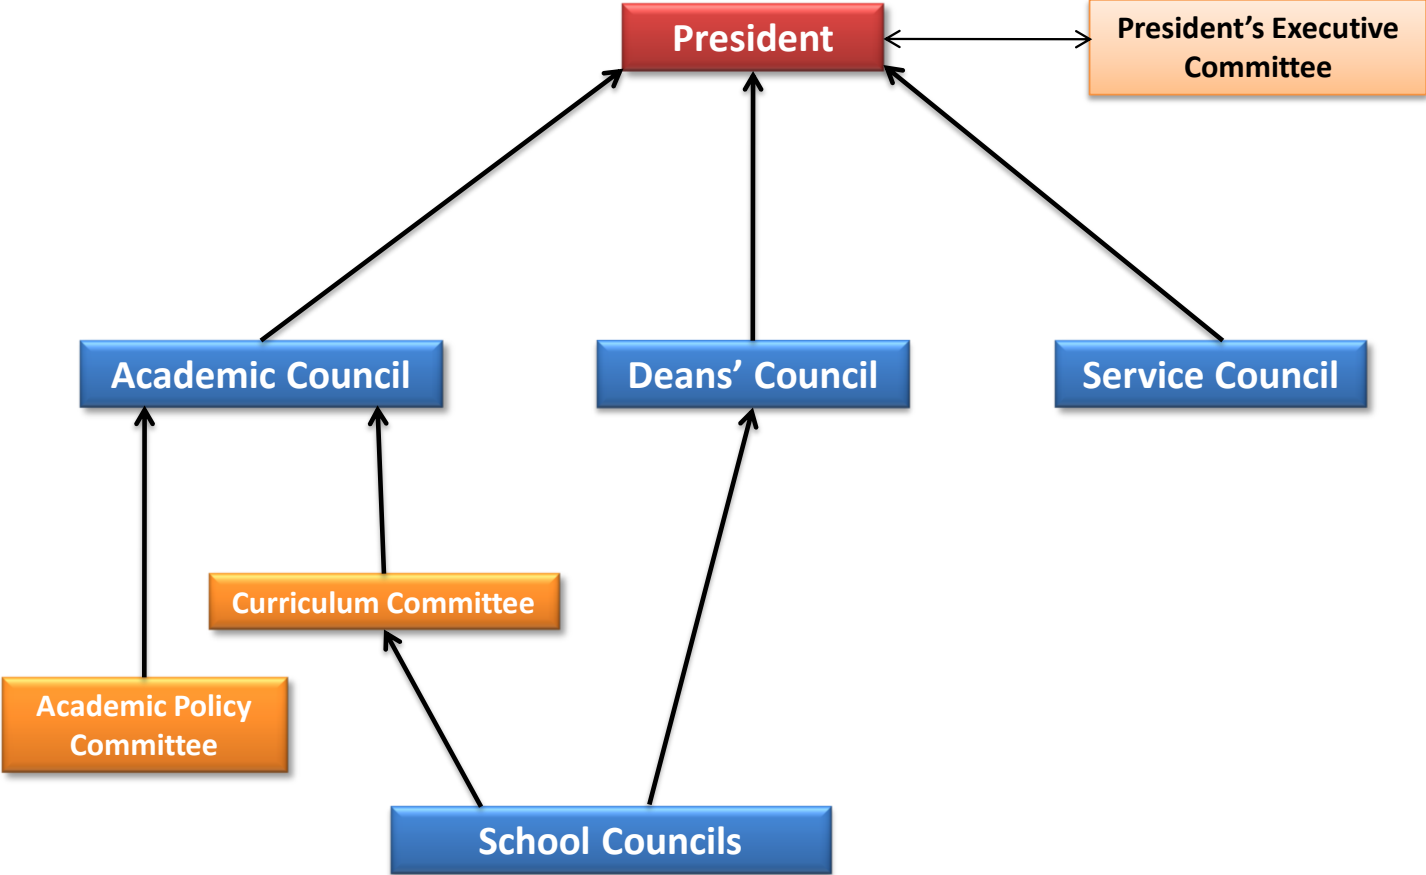 President
President’s Executive
Committee
Academic Council
Deans’ Council
Service Council
Curriculum Committee
Academic Policy
Committee
School Councils